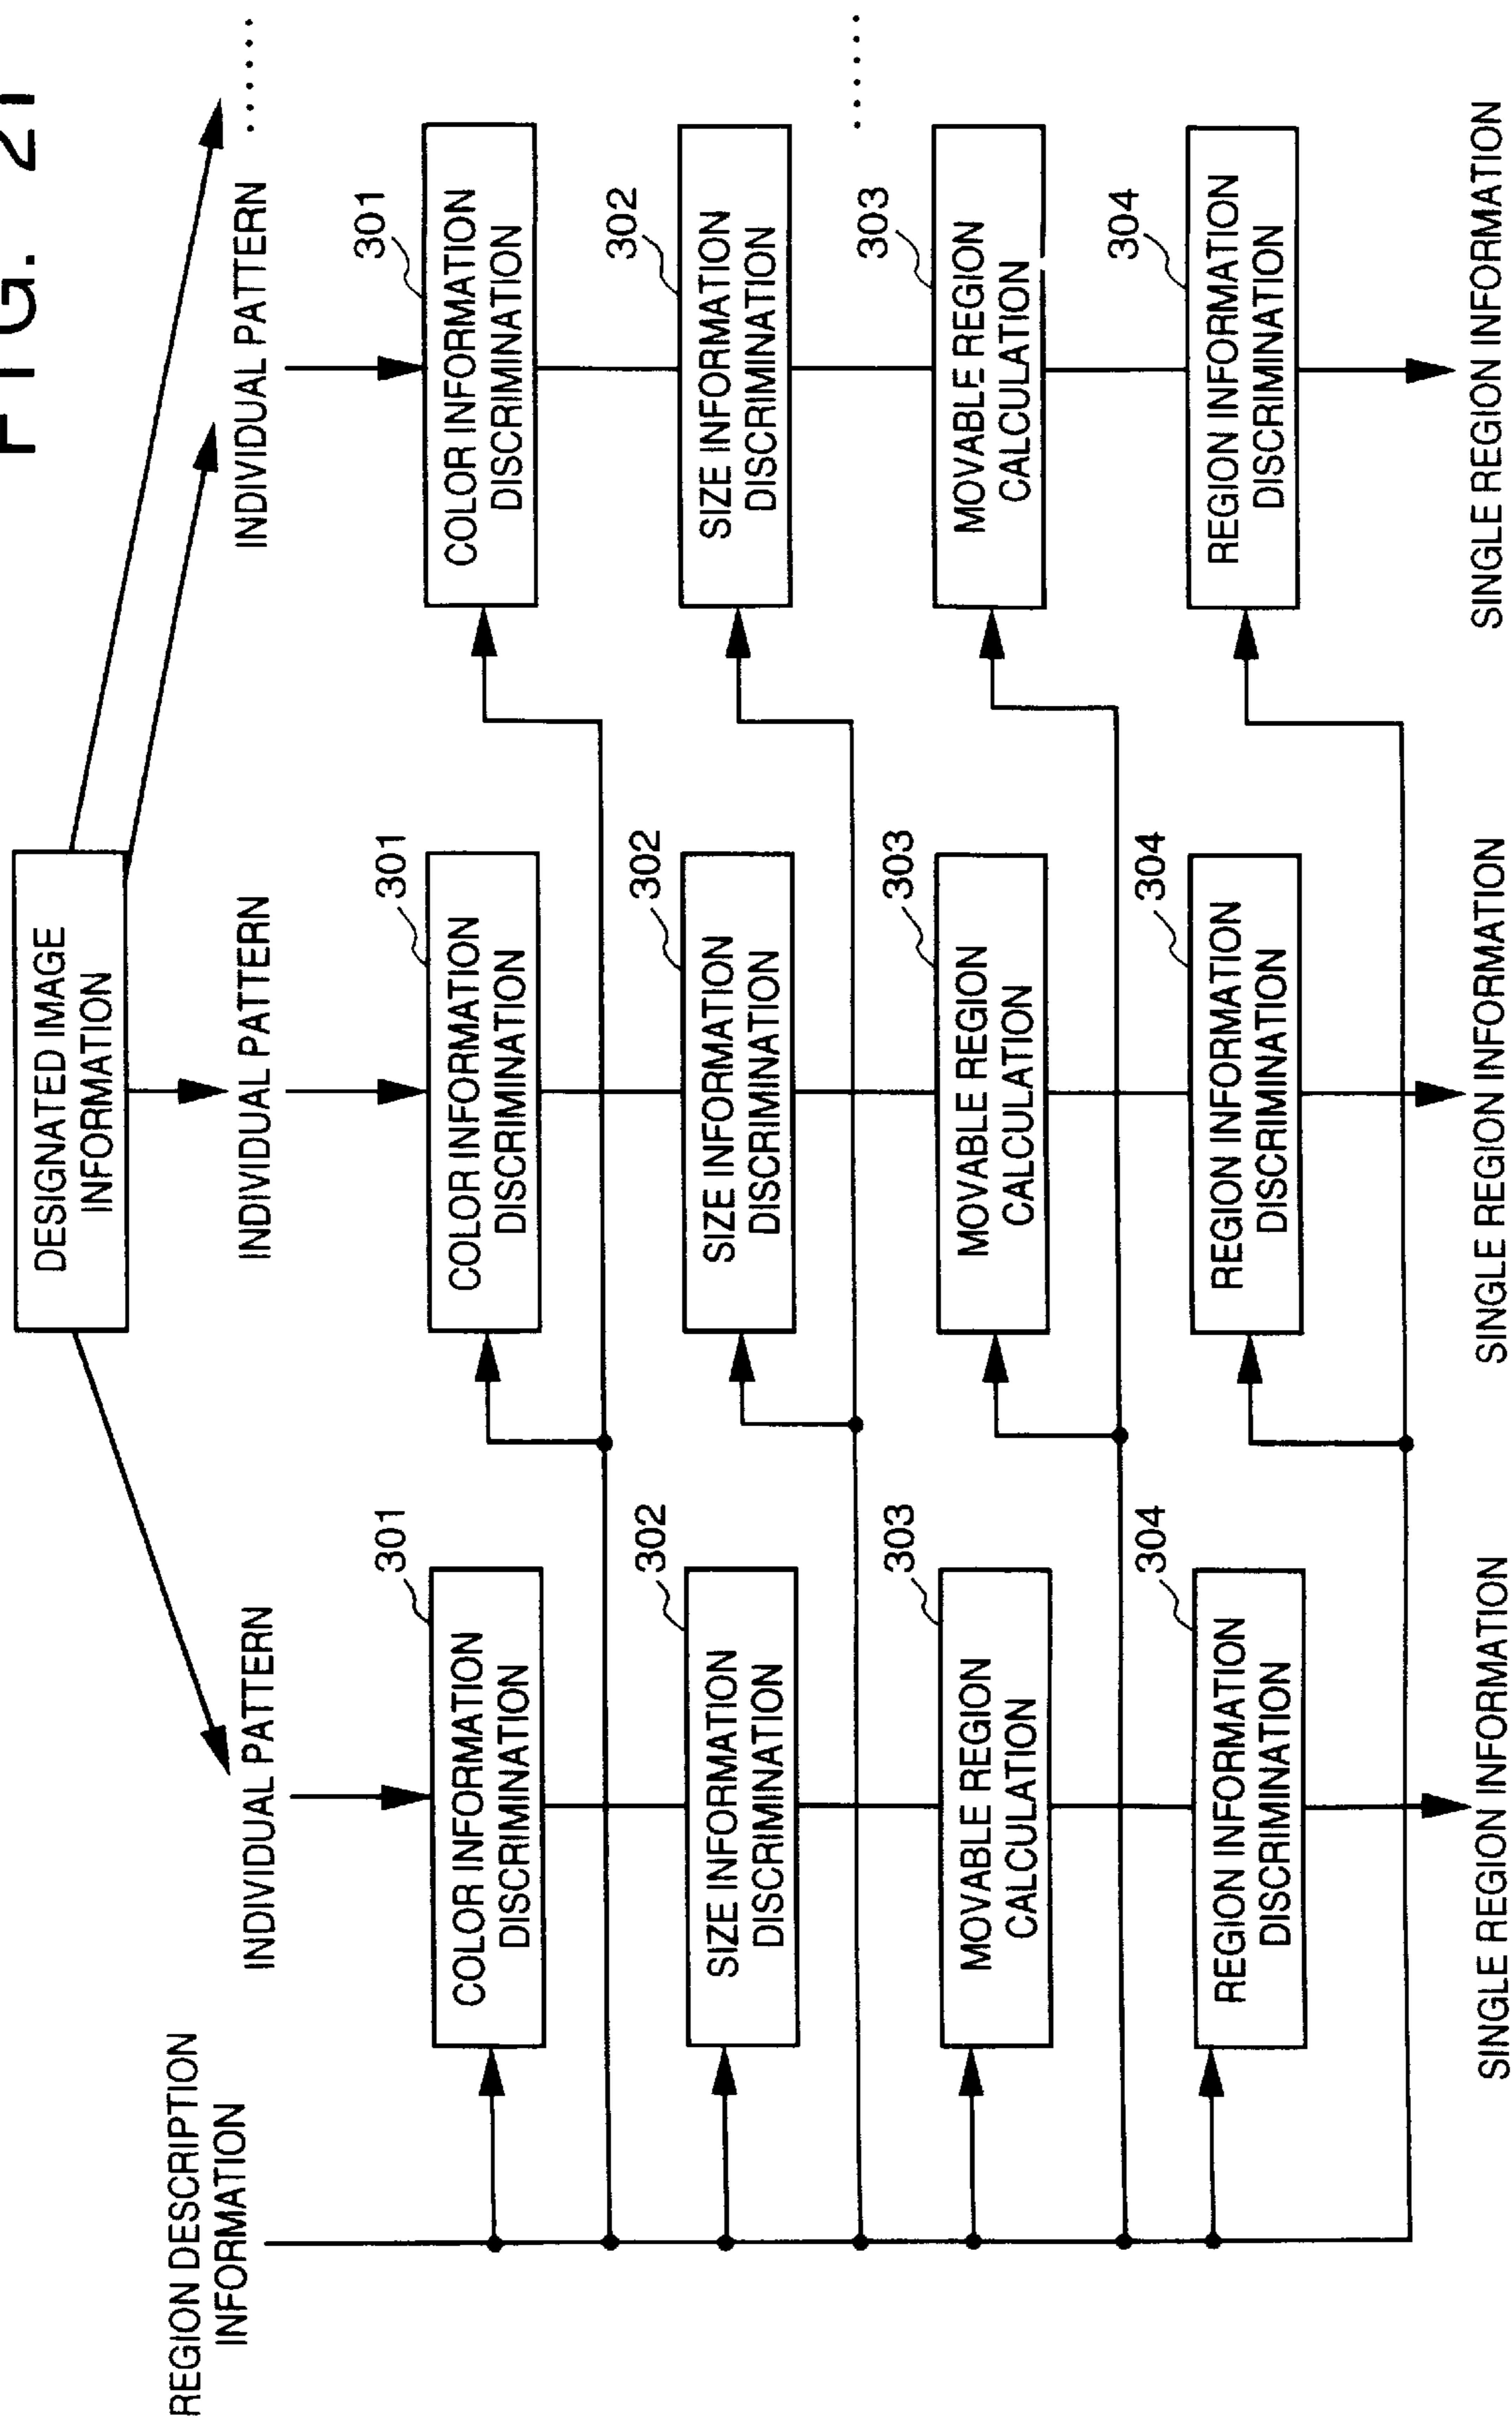 FIG. 21
DESIGNATED IMAGE
INFORMATION
REGION DESCRIPTION
INFORMATION
INDIVIDUAL PATTERN
INDIVIDUAL PATTERN
INDIVIDUAL PATTERN
.....
301
COLOR INFORMATION
DISCRIMINATION
301
COLOR INFORMATION
DISCRIMINATION
301
COLOR INFORMATION
DISCRIMINATION
302
SIZE INFORMATION
DISCRIMINATION
302
SIZE INFORMATION
DISCRIMINATION
302
SIZE INFORMATION
DISCRIMINATION
303
MOVABLE REGION
CALCULATION
303
MOVABLE REGION
CALCULATION
303
MOVABLE REGION
CALCULATION
.....
304
REGION INFORMATION
DISCRIMINATION
304
REGION INFORMATION
DISCRIMINATION
304
REGION INFORMATION
DISCRIMINATION
SINGLE REGION INFORMATION
SINGLE REGION INFORMATION
SINGLE REGION INFORMATION